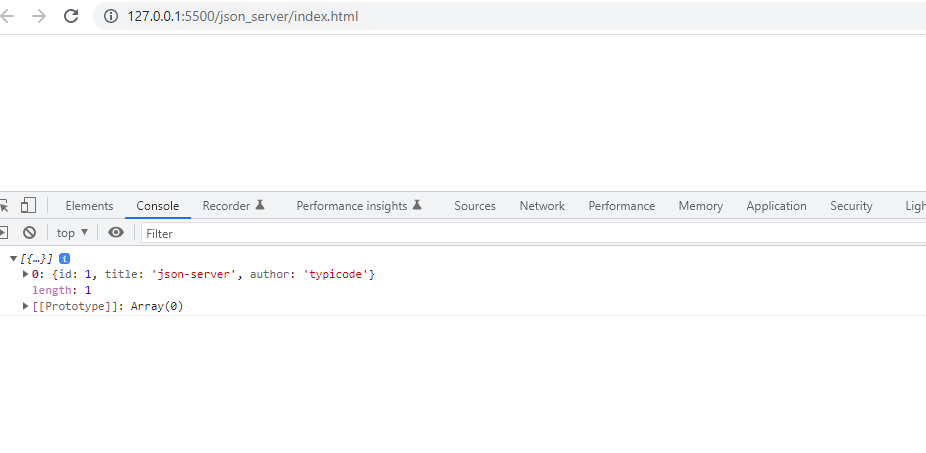 127.0.0.1:5500/json_server/index.html
Elements Console Recorder Performance insights Sources Network Performance Memory Application Security Ligh
top Filter
[{…}] i
0: {id: 1, title: 'json-server', author: 'typicode'}
length: 1
[[Prototype]]: Array(0)